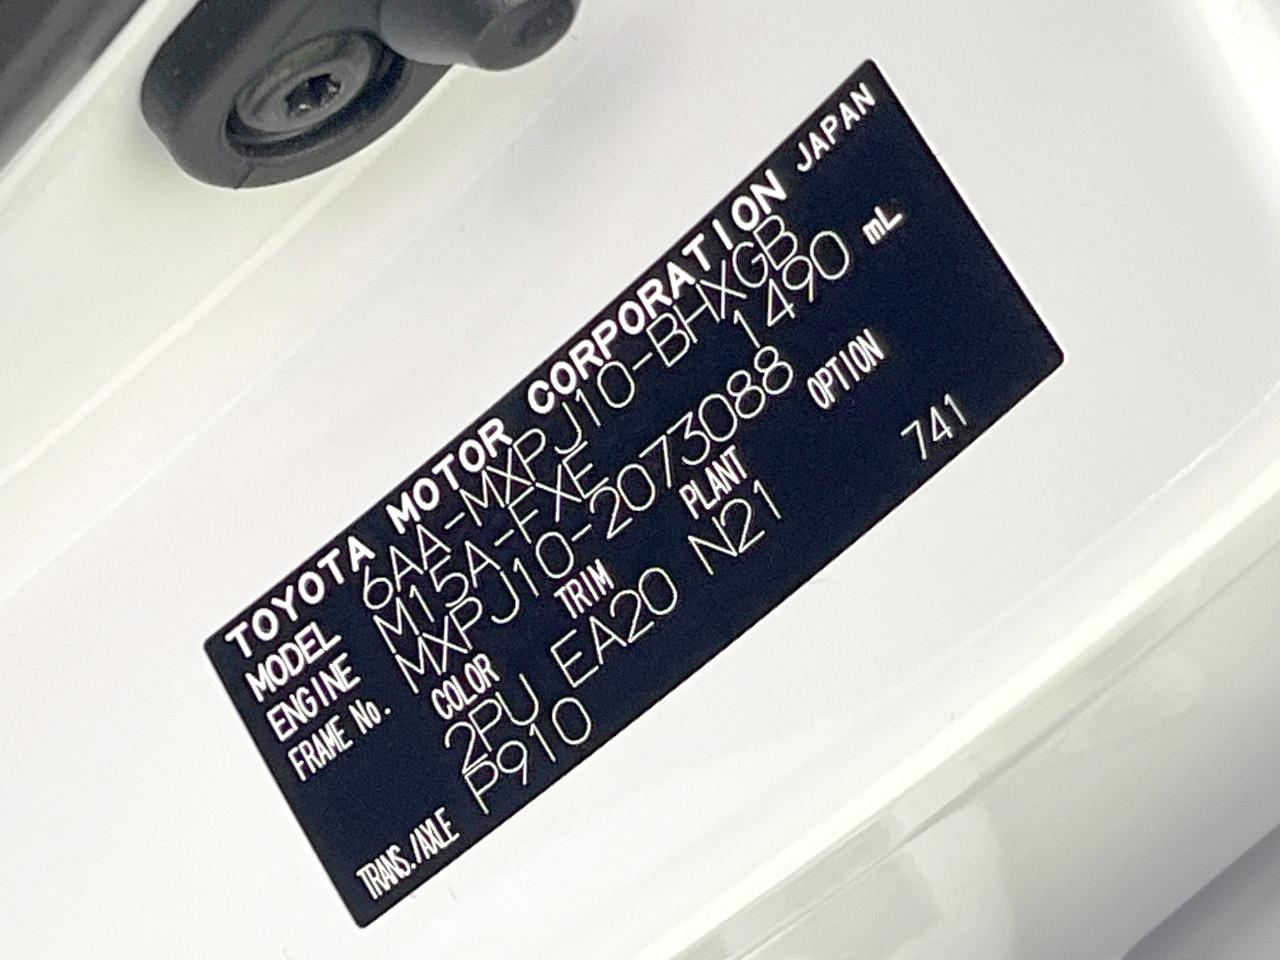 TOYOTA MOTOR CORPORATION JAPAN
MODEL 6AA-MXPJ10-BHXGB
ENGINE M15A-FXE 1490 mL
FRAME No. MXPJ10-2073088
COLOR TRIM PLANT OPTION
2PU EA20 N21 741
TRANS./AXLE P910